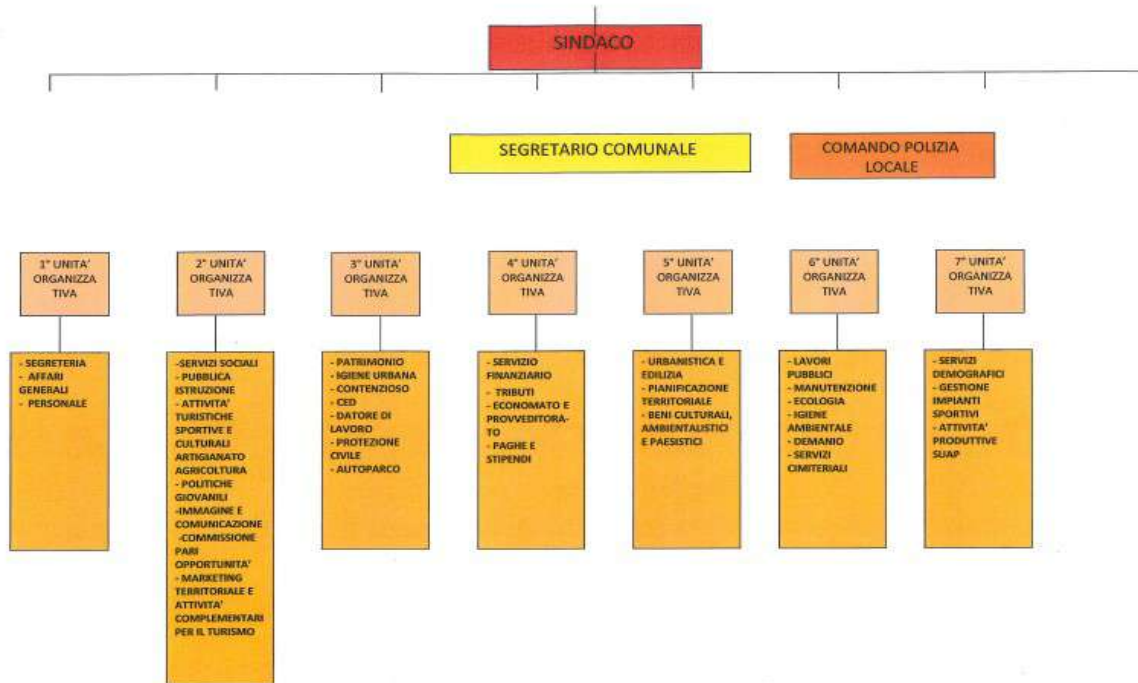 SINDACO
SEGRETARIO COMUNALE
COMANDO POLIZIA
LOCALE
1° UNITA'
ORGANIZZA
TIVA
2° UNITA'
ORGANIZZA
TIVA
3° UNITA'
ORGANIZZA
TIVA
4° UNITA'
ORGANIZZA
TIVA
5° UNITA'
ORGANIZZA
TIVA
6° UNITA'
ORGANIZZA
TIVA
7° UNITA'
ORGANIZZA
TIVA
- SEGRETERIA
- AFFARI
GENERALI
- PERSONALE
-SERVIZI SOCIALI
- PUBBLICA
ISTRUZIONE
- ATTIVITA'
TURISTICHE
SPORTIVE E
CULTURALI
ARTIGIANATO
AGRICOLTURA
- POLITICHE
GIOVANILI
-IMMAGINE E
COMUNICAZIONE
-COMMISSIONE
PARI
OPPORTUNITA'
- MARKETING
TERRITORIALE E
ATTIVITA'
COMPLEMENTARI
PER IL TURISMO
- PATRIMONIO
- IGIENE URBANA
- CONTENZIOSO
- CED
- DATORE DI
LAVORO
- PROTEZIONE
CIVILE
- AUTOPARCO
- SERVIZIO
FINANZIARIO
- TRIBUTI
- ECONOMATO E
PROVVEDITORA-
TO
- PAGHE E
STIPENDI
- URBANISTICA E
EDILIZIA
- PIANIFICAZIONE
TERRITORIALE
- BENI CULTURALI,
AMBIENTALISTICI
E PAESISTICI
- LAVORI
PUBBLICI
- MANUTENZIONE
- ECOLOGIA
- IGIENE
AMBIENTALE
- DEMANIO
- SERVIZI
CIMITERIALI
- SERVIZI
DEMOGRAFICI
- GESTIONE
IMPIANTI
SPORTIVI
- ATTIVITA'
PRODUTTIVE
SUAP